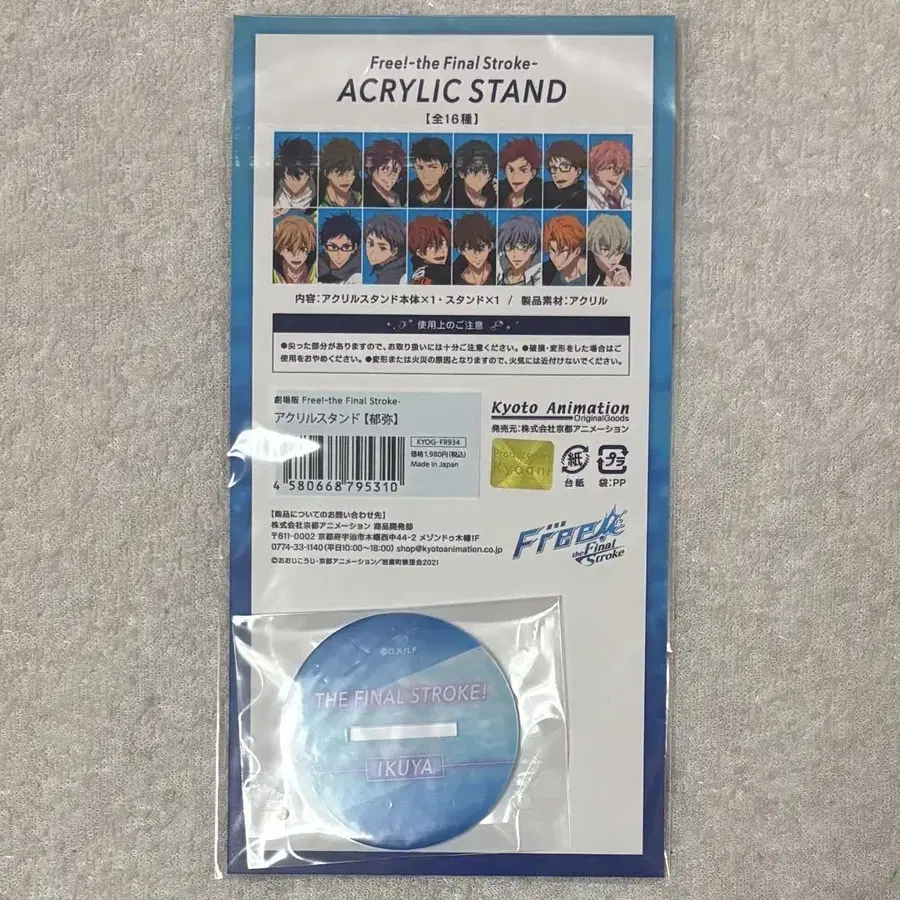 Free!-the Final Stroke-
ACRYLIC STAND
【全16種】
内容:アクリルスタンド本体×1・スタンド×1 / 製品素材:アクリル
使用上のご注意
●尖った部分がありますので、お取り扱いには十分ご注意ください。●破損・変形をした場合はご
使用をおやめください。●変形または火災の原因となりますので、火気には近付けないでください。
劇場版 Free!-the Final Stroke-
アクリルスタンド【郁弥】
KYOG-FR934
価格1,980円(税込)
Made in Japan
4 580668 795310
Kyoto Animation
OriginalGoods
発売元:株式会社京都アニメーション
Kyoani
紙
台紙
プラ
袋:PP
【商品についてのお問い合わせ先】
株式会社京都アニメーション 商品開発部
〒611-0002 京都府宇治市木幡西中44-2 メゾンドゥ木幡1F
0774-33-1140(平日10:00~18:00) shop@kyotoanimation.co.jp
©おおじこうじ・京都アニメーション/岩鳶町後援会2021
Free!
the Final
Stroke
©O.K/I.F
THE FINAL STROKE!
IKUYA